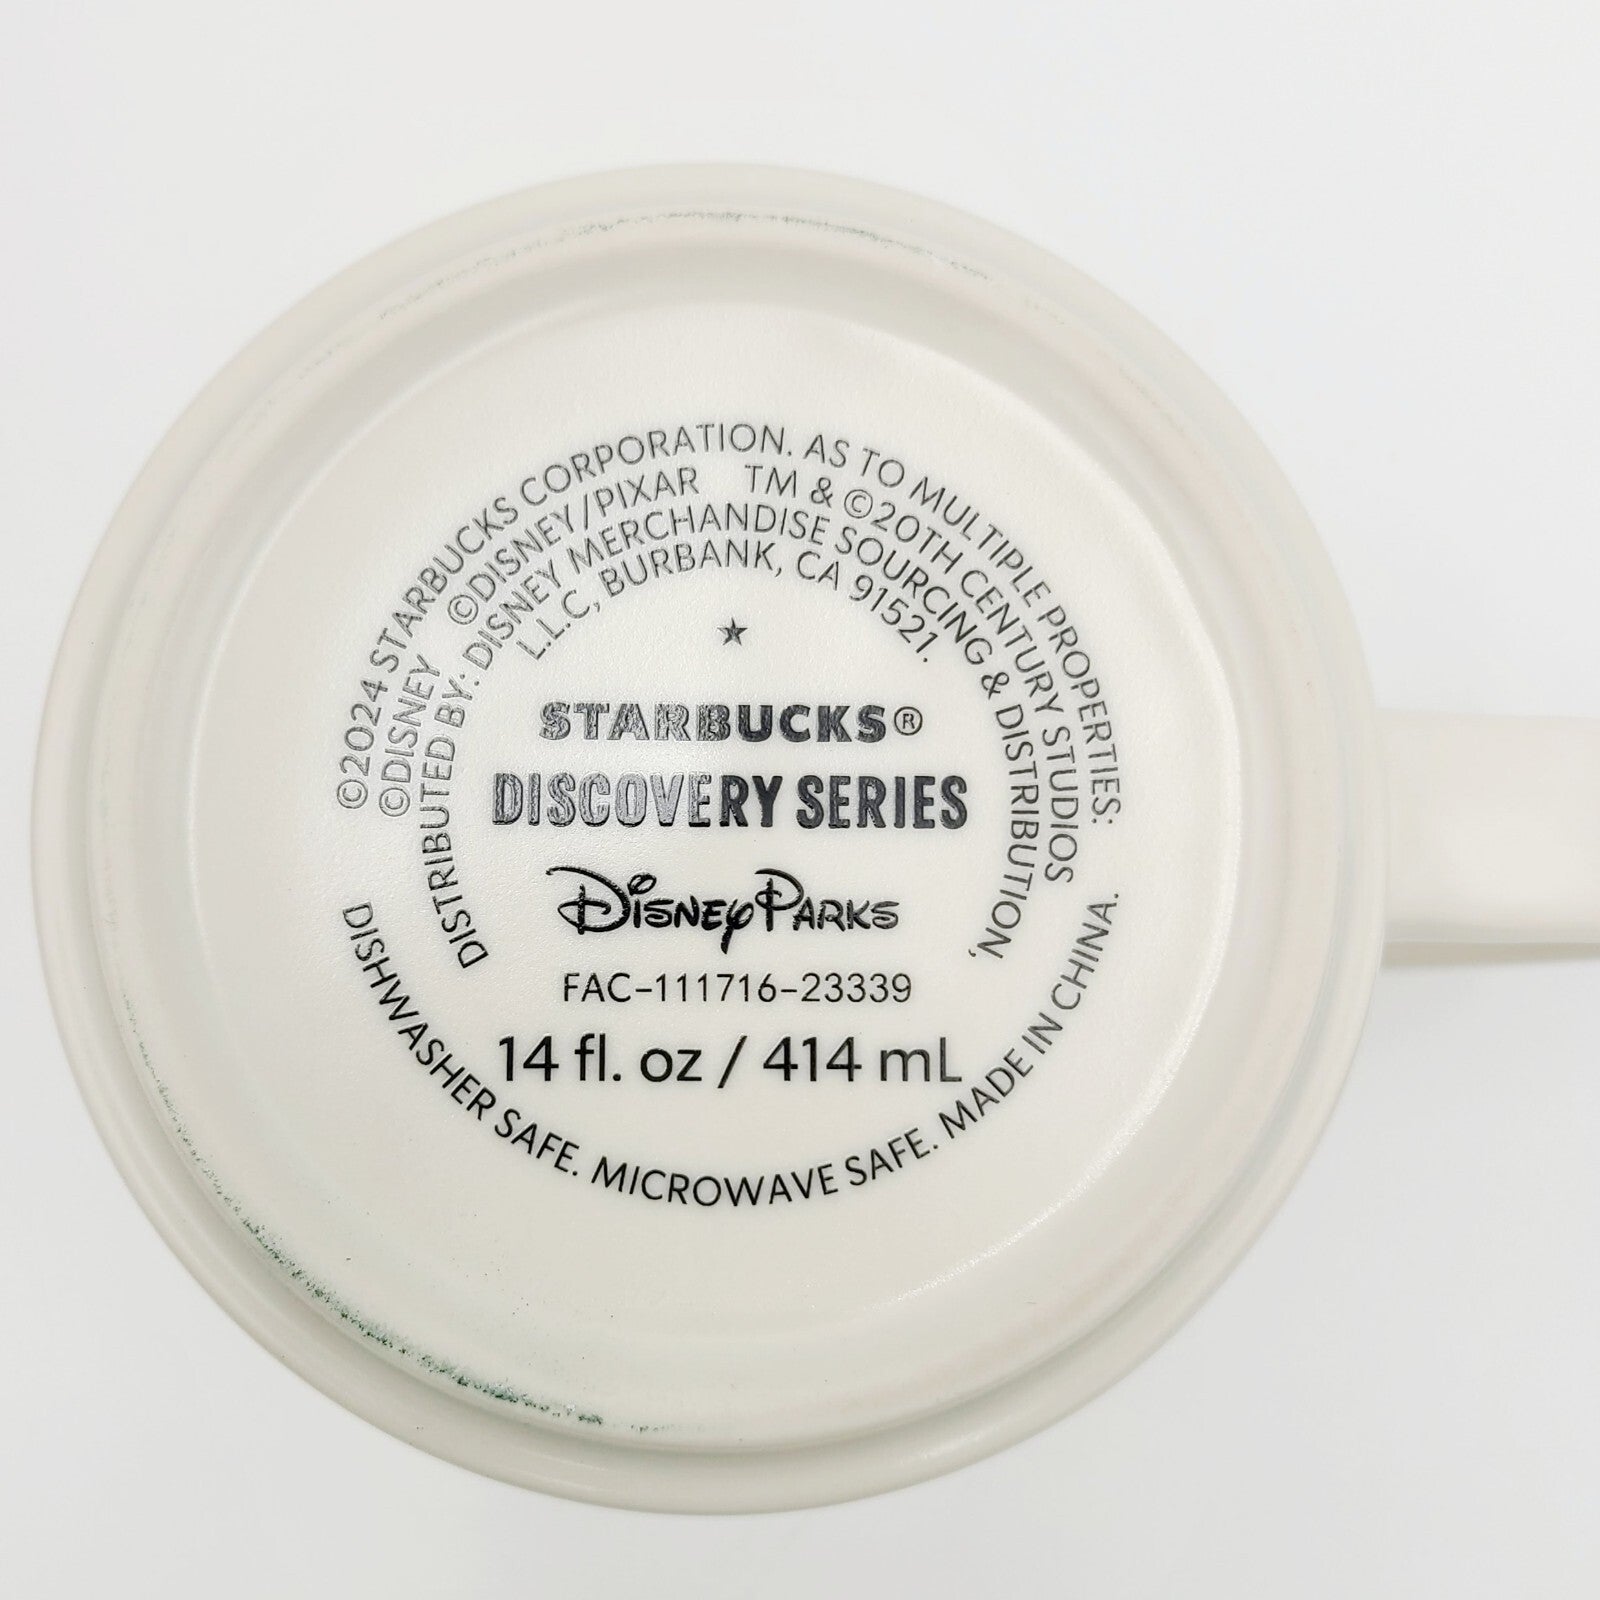 ©2024 STARBUCKS CORPORATION. AS TO MULTIPLE PROPERTIES:
©DISNEY ©DISNEY/PIXAR TM & ©20TH CENTURY STUDIOS
DISTRIBUTED BY: DISNEY MERCHANDISE SOURCING & DISTRIBUTION,
L.L.C, BURBANK, CA 91521.
STARBUCKS®
DISCOVERY SERIES
Disney Parks
FAC-111716-23339
14 fl. oz / 414 mL
DISHWASHER SAFE. MICROWAVE SAFE. MADE IN CHINA.